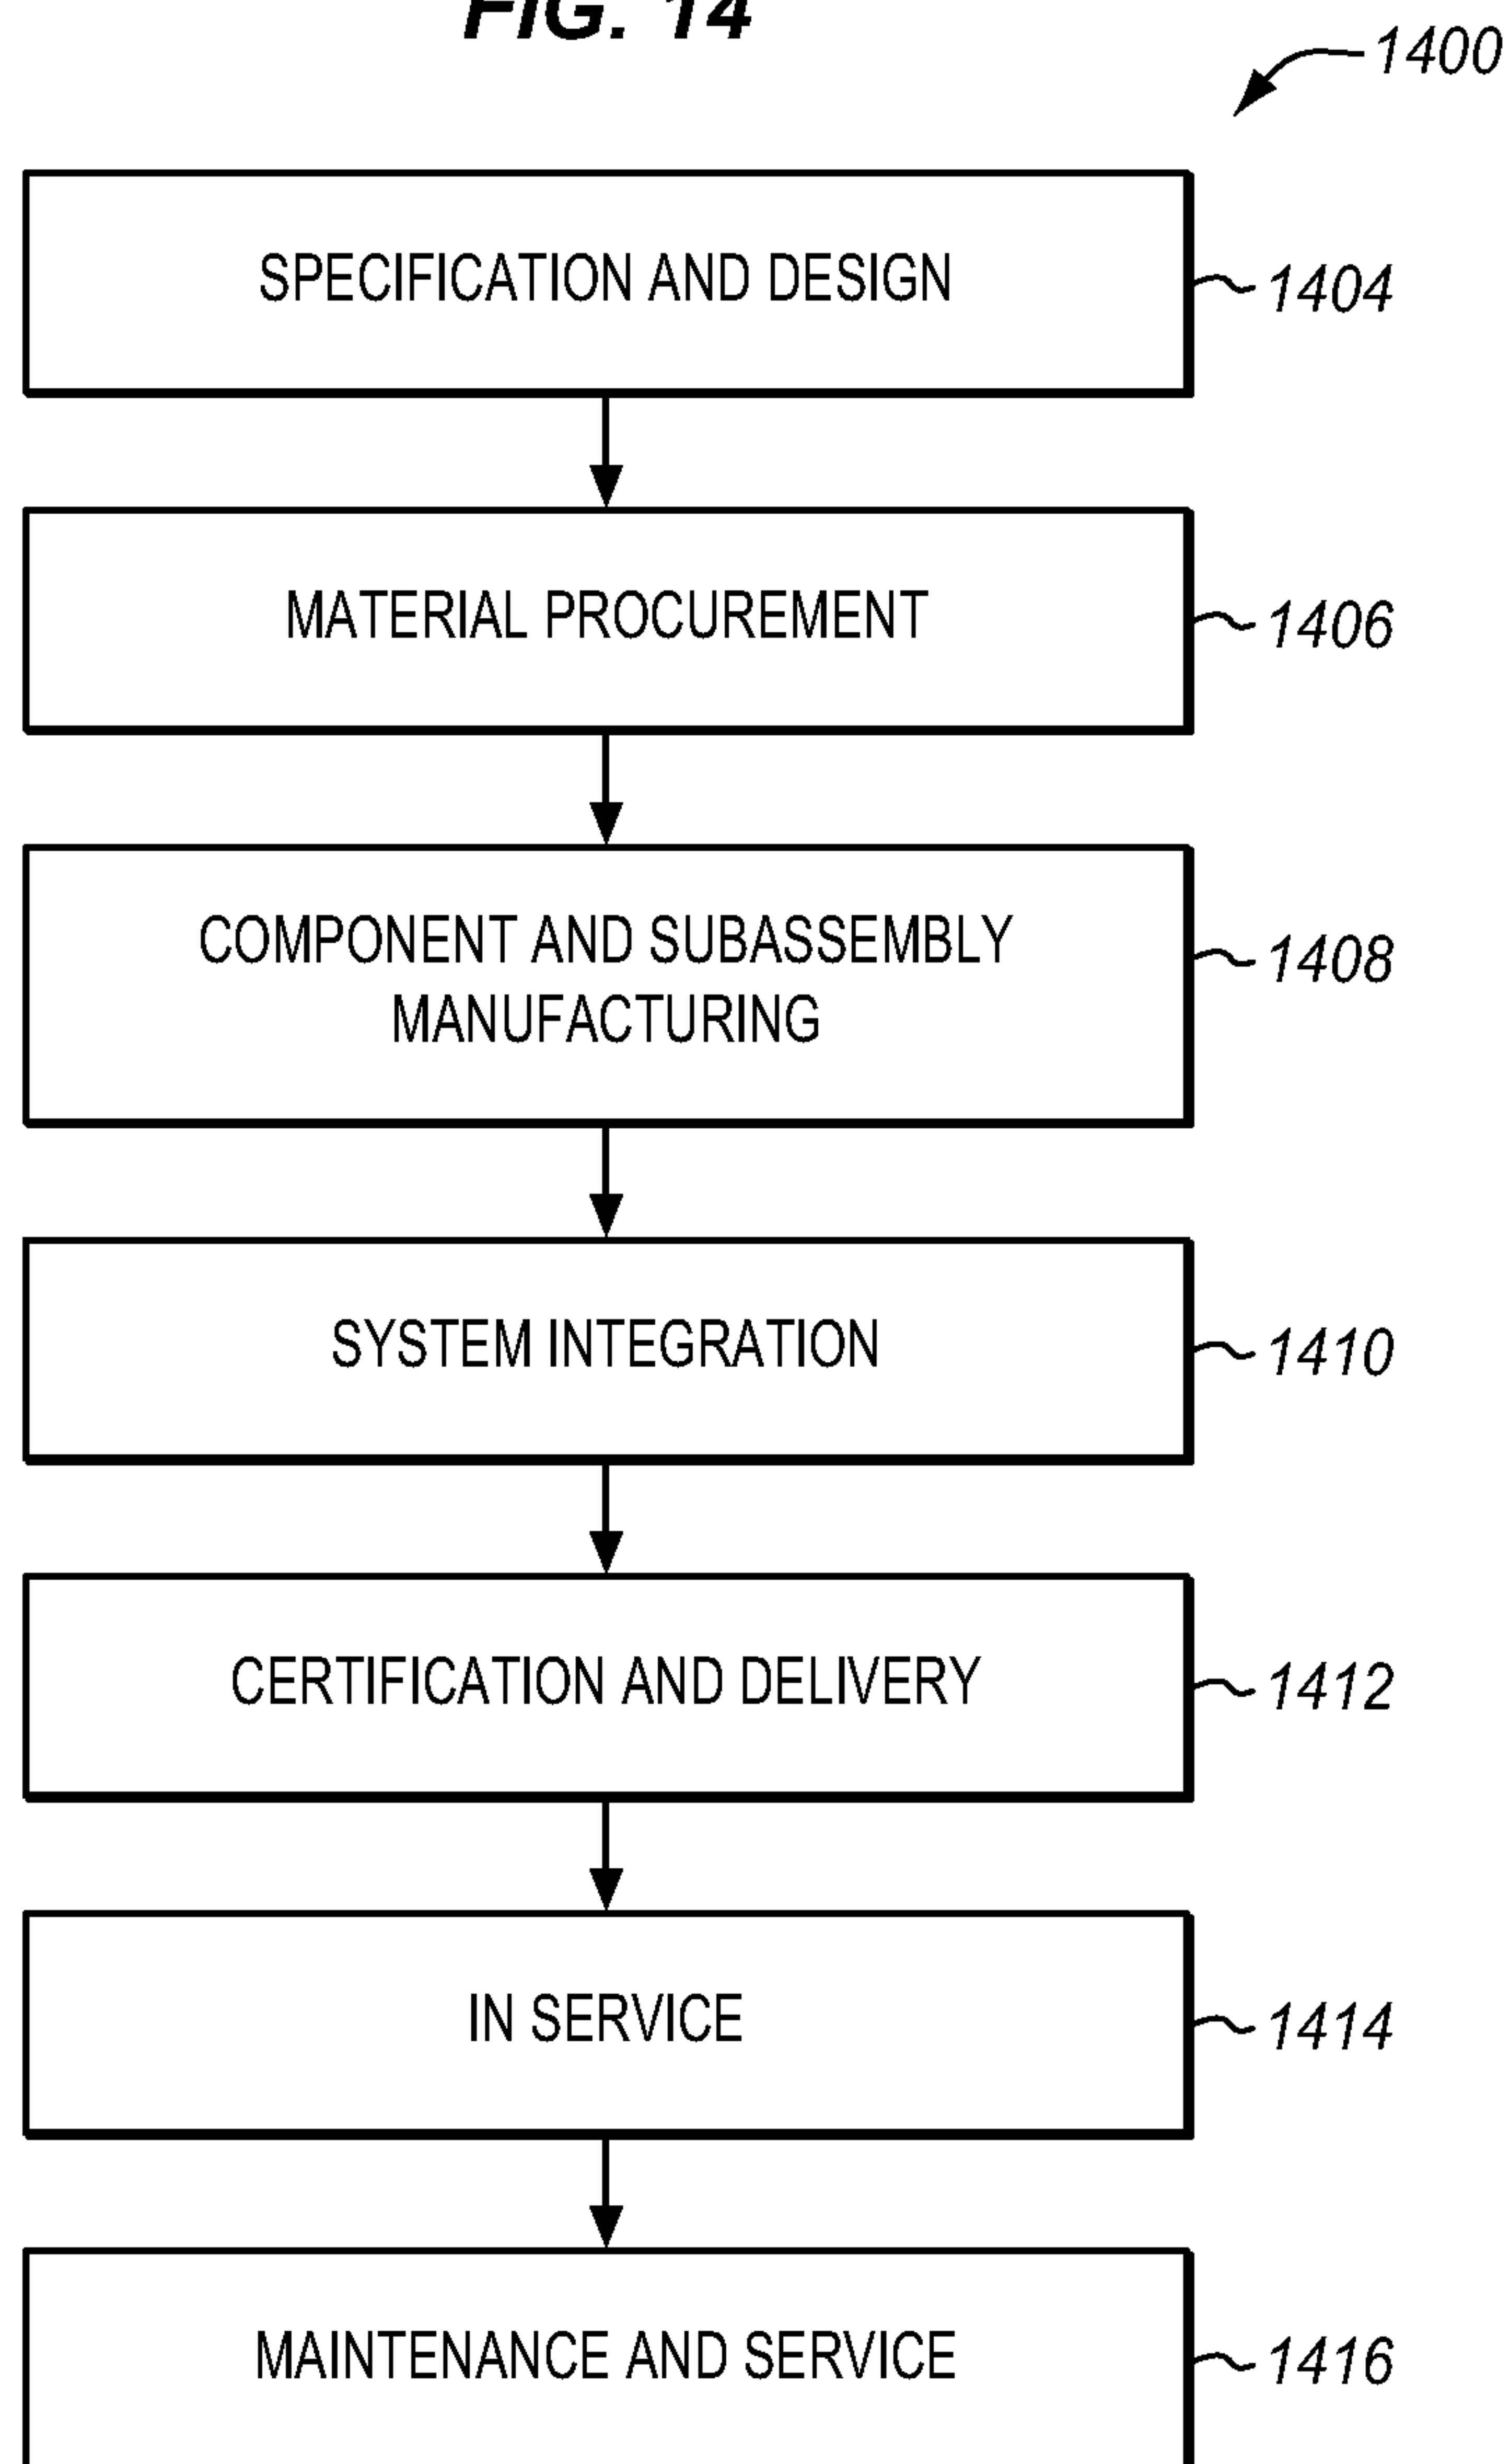 FIG. 14
1400
SPECIFICATION AND DESIGN
1404
MATERIAL PROCUREMENT
1406
COMPONENT AND SUBASSEMBLY
MANUFACTURING
1408
SYSTEM INTEGRATION
1410
CERTIFICATION AND DELIVERY
1412
IN SERVICE
1414
MAINTENANCE AND SERVICE
1416